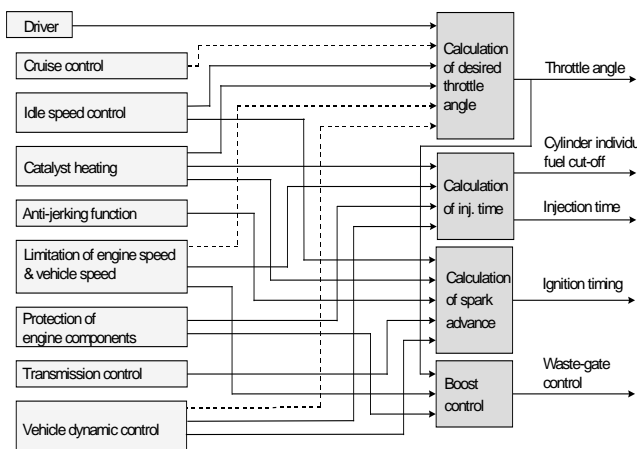 Driver
Cruise control
Idle speed control
Catalyst heating
Anti-jerking function
Limitation of engine speed
& vehicle speed
Protection of
engine components
Transmission control
Vehicle dynamic control
Calculation
of desired
throttle
angle
Calculation
of inj. time
Calculation
of spark
advance
Boost
control
Throttle angle
Cylinder individu
fuel cut-off
Injection time
Ignition timing
Waste-gate
control